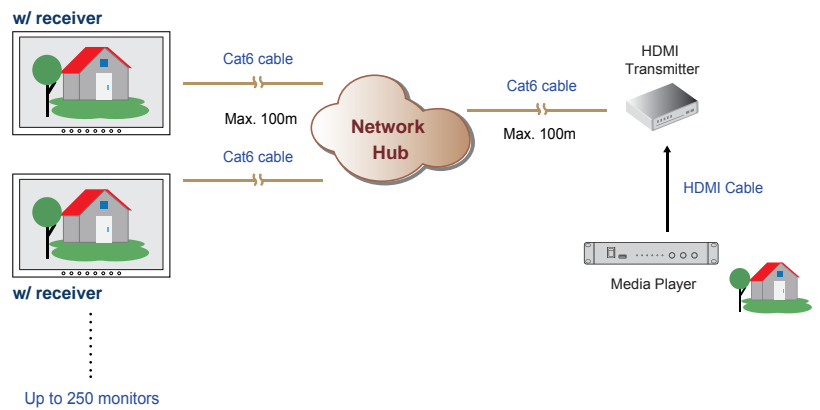 w/ receiver
Cat6 cable
Max. 100m
Cat6 cable
Network
Hub
Cat6 cable
Max. 100m
HDMI
Transmitter
HDMI Cable
Media Player
w/ receiver
Up to 250 monitors